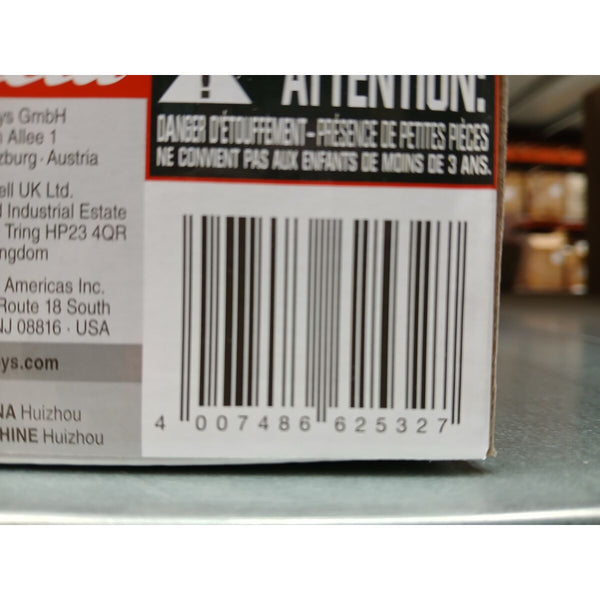 ATTENTION:
DANGER D'ÉTOUFFEMENT – PRÉSENCE DE PETITES PIÈCES
NE CONVIENT PAS AUX ENFANTS DE MOINS DE 3 ANS.
ys GmbH
Allee 1
zburg · Austria
ell UK Ltd.
d Industrial Estate
Tring HP23 4QR
ngdom
Americas Inc.
Route 18 South
NJ 08816 · USA
ys.com
NA Huizhou
CHINE Huizhou
4 007486 625327